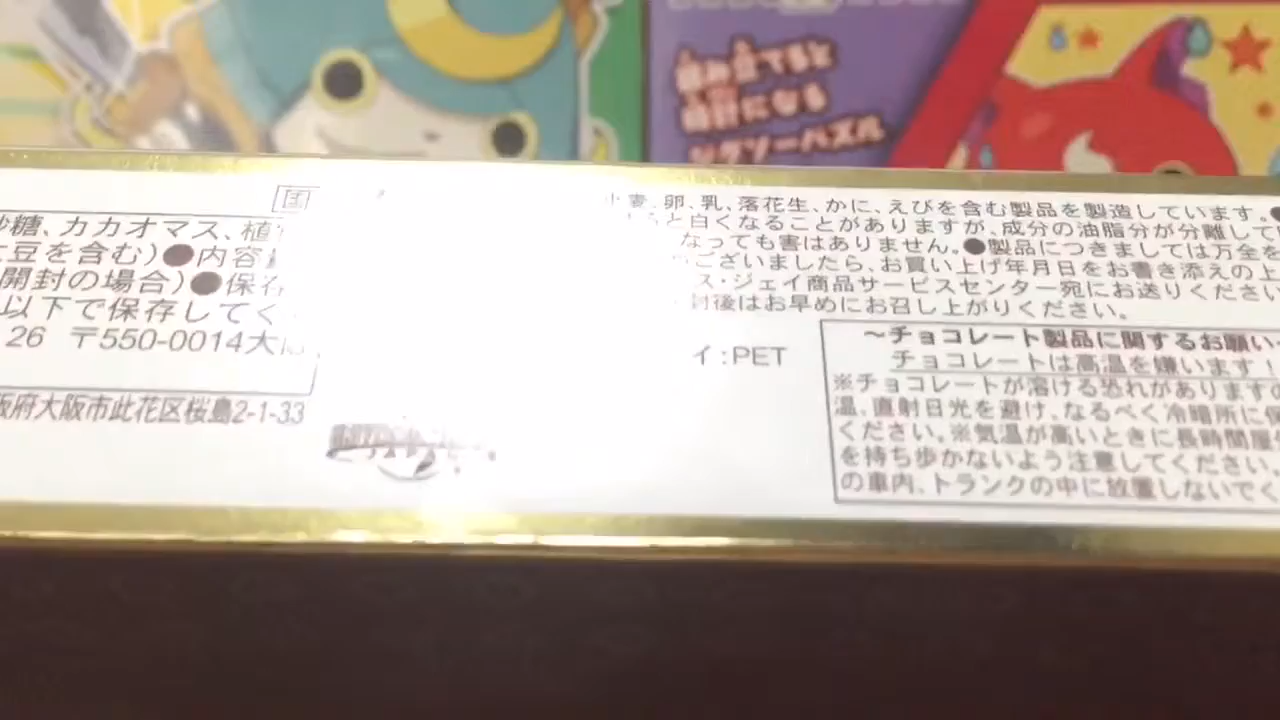 組み立てると
時計になる
ジグソーパズル
砂糖、カカオマス、植
豆を含む)●内容
開封の場合)●保存
以下で保存してく
26 〒550-0014大
阪府大阪市此花区桜島2-1-33
小麦、卵、乳、落花生、かに、えびを含む製品を製造しています。●
ると白くなることがありますが、成分の油脂分が分離して
なっても害はありません。●製品につきましては万全を
ございましたら、お買い上げ年月日をお書き添えの上
ス・ジェイ商品サービスセンター宛にお送りください
封後はお早めにお召し上がりください。
イ:PET
〜チョコレート製品に関するお願い
チョコレートは高温を嫌います!
※チョコレートが溶ける恐れがありますの
温、直射日光を避け、なるべく冷暗所に保
ください。※気温が高いときに長時間屋外
を持ち歩かないよう注意してください。
の車内、トランクの中に放置しないでく